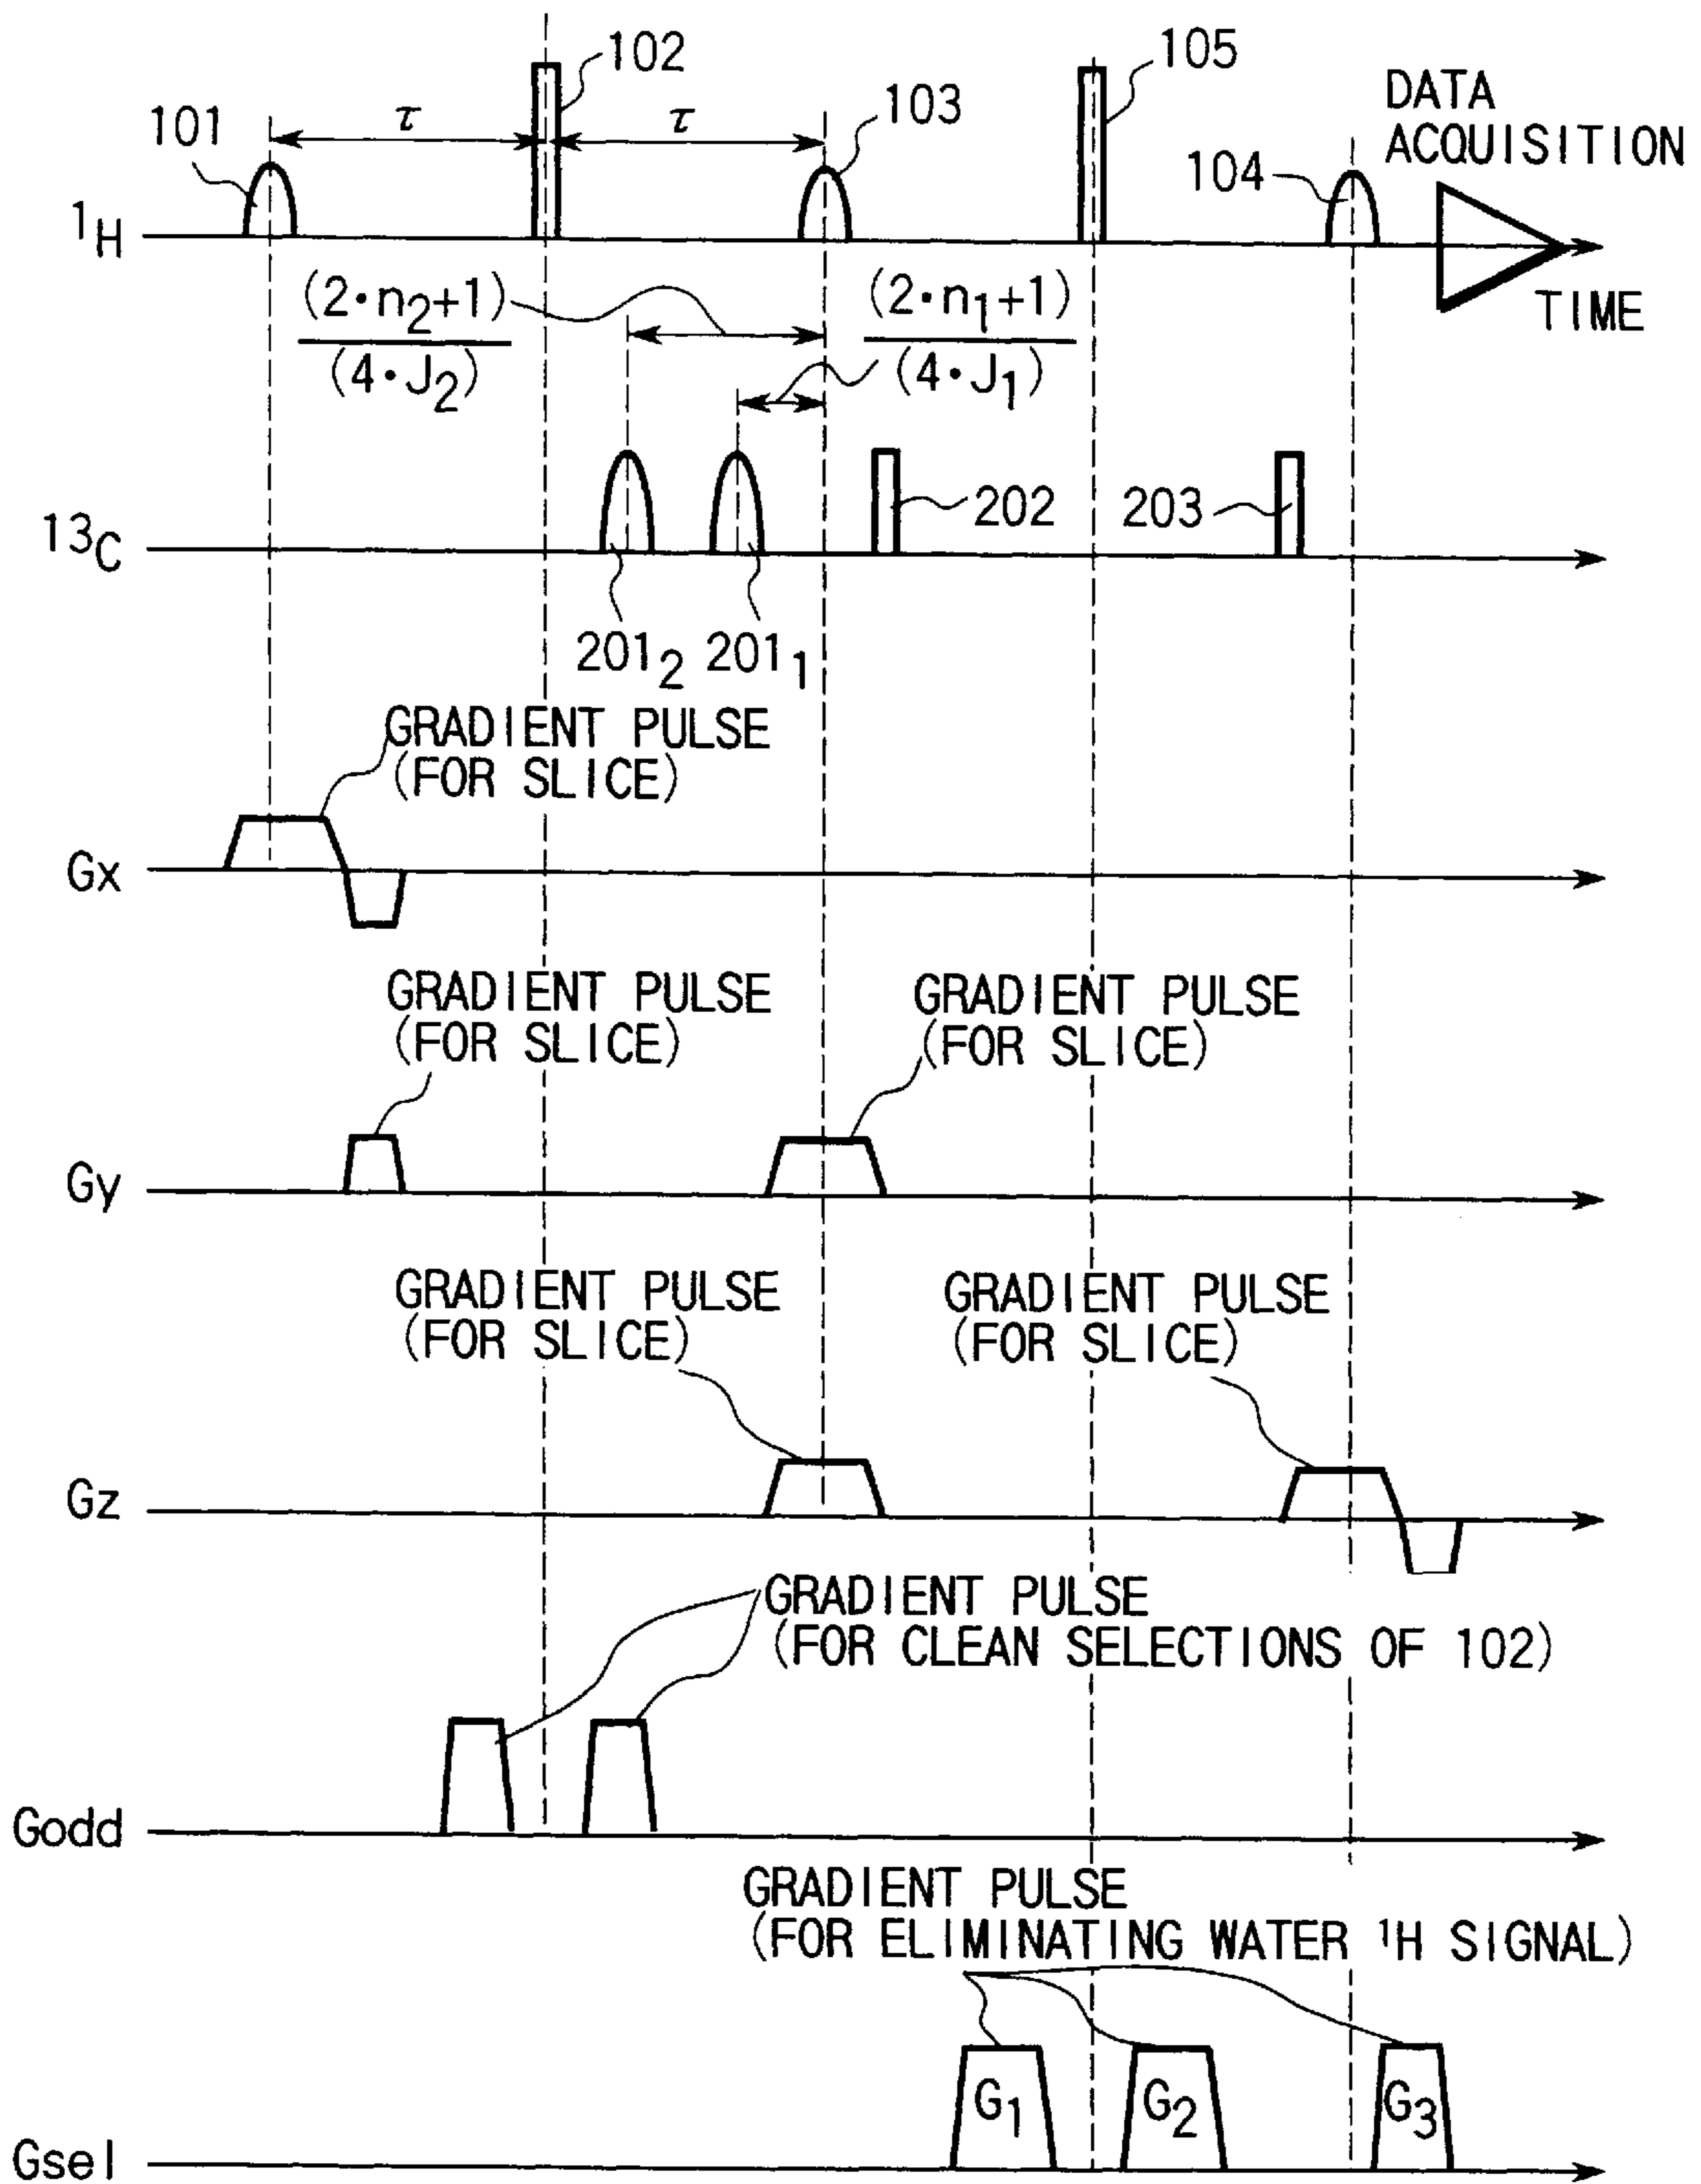 102
105
DATA
ACQUISITION
101
τ
τ
103
104
¹H
TIME
(2·n₂+1)
(4·J₂)
(2·n₁+1)
(4·J₁)
¹³C
202
203
201₂
201₁
GRADIENT PULSE
(FOR SLICE)
Gx
GRADIENT PULSE
(FOR SLICE)
GRADIENT PULSE
(FOR SLICE)
Gy
GRADIENT PULSE
(FOR SLICE)
GRADIENT PULSE
(FOR SLICE)
Gz
GRADIENT PULSE
(FOR CLEAN SELECTIONS OF 102)
Godd
GRADIENT PULSE
(FOR ELIMINATING WATER ¹H SIGNAL)
G₁
G₂
G₃
Gsel